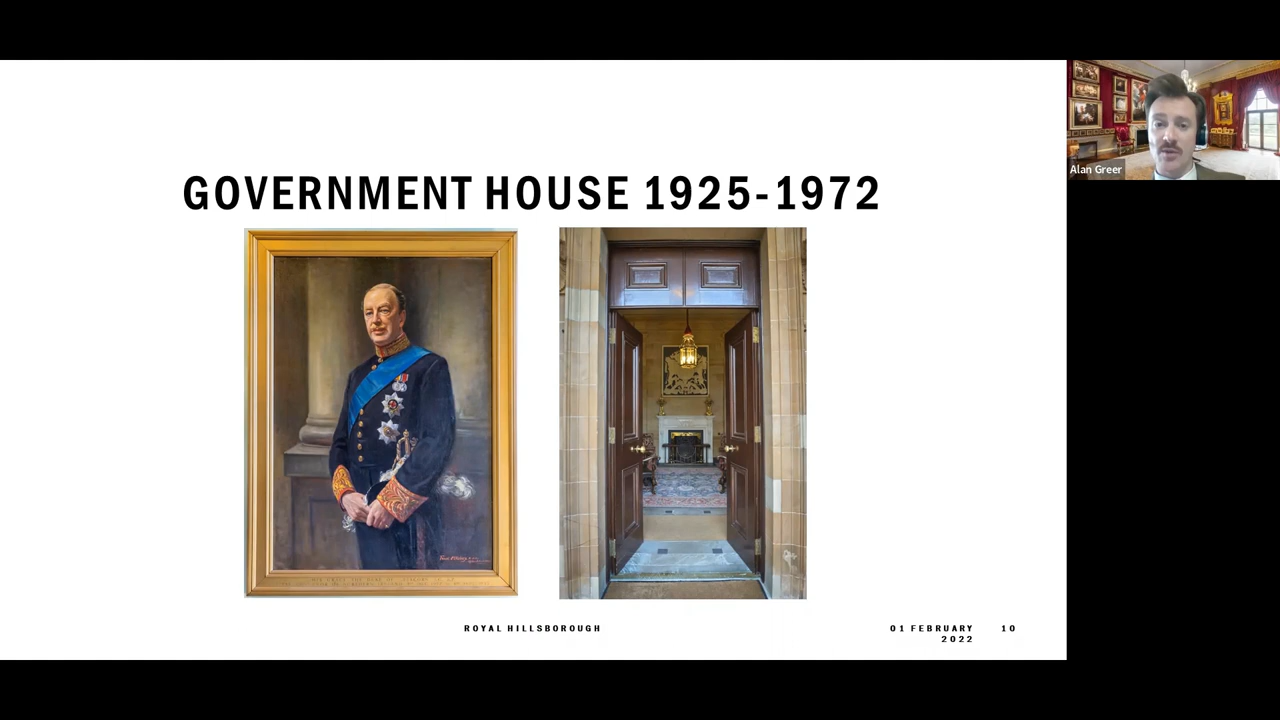 GOVERNMENT HOUSE 1925-1972
Alan Greer
ROYAL HILLSBOROUGH
01 FEBRUARY
2022
10